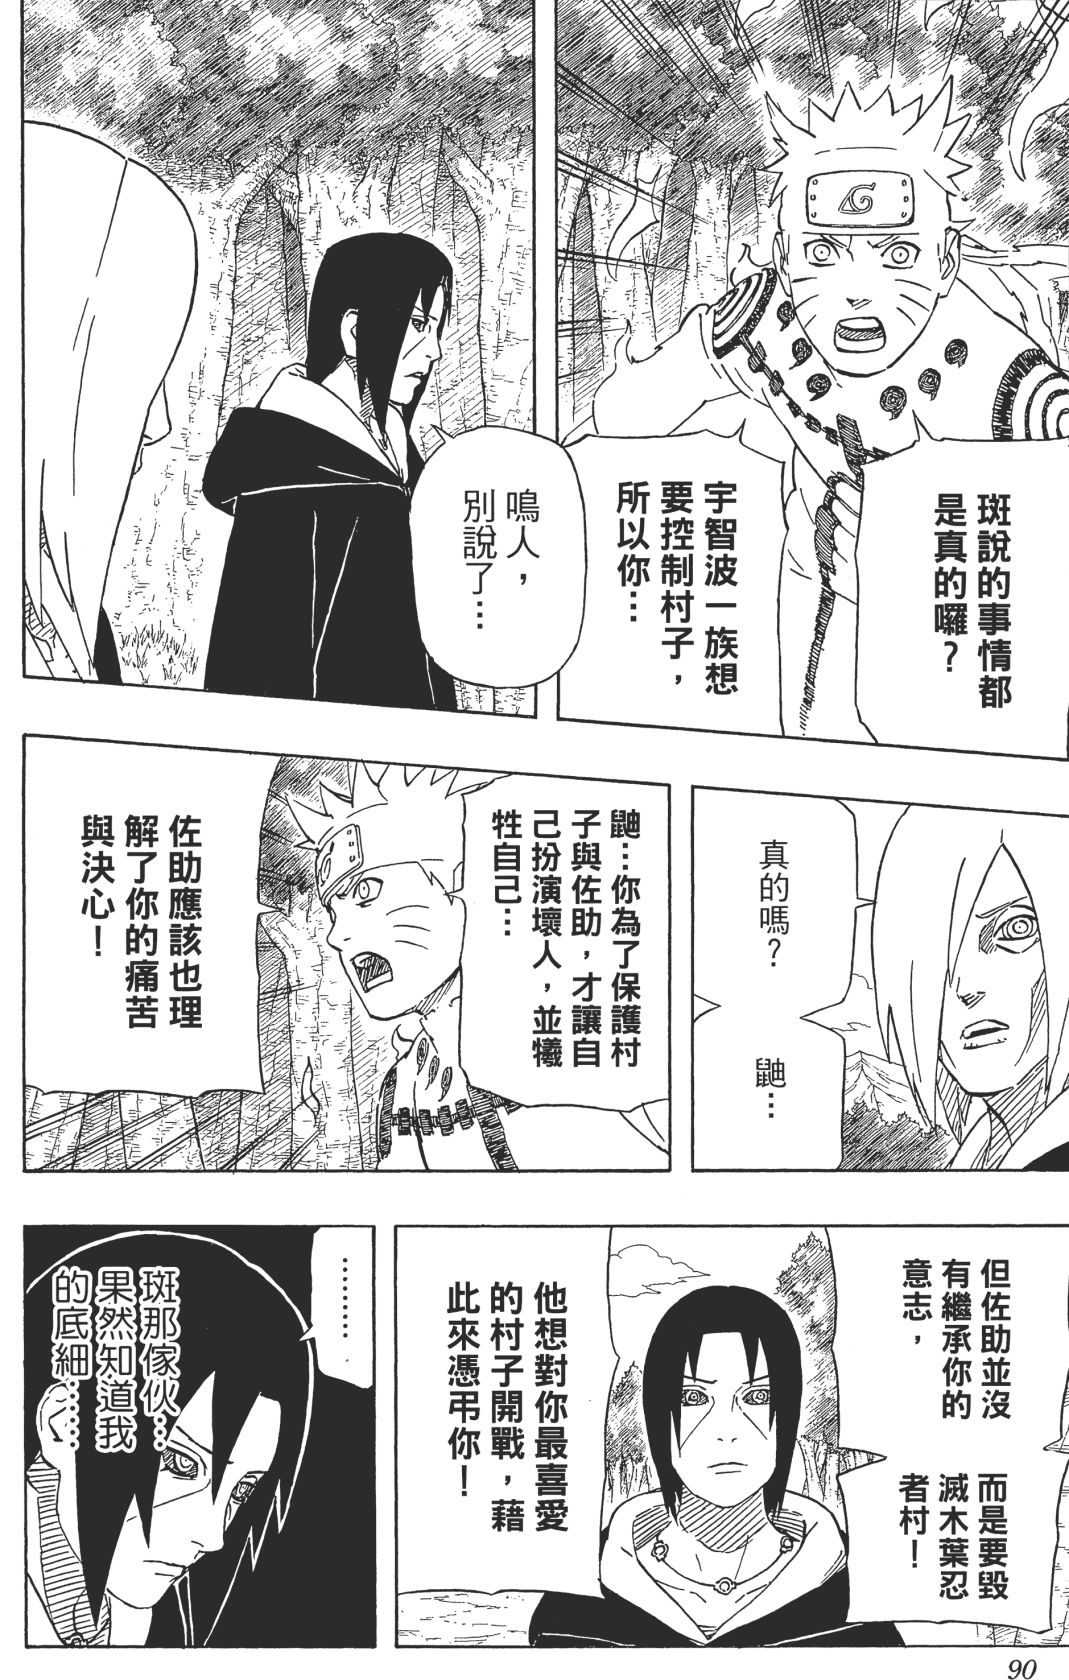 斑說的事情都
是真的囉?
宇智波一族想
要控制村子,
所以你…
鳴人,
別說了…
真的嗎?
鼬…
鼬…你為了保護村
子與佐助,才讓自
己扮演壞人,並犧
牲自己…
佐助應該也理
解了你的痛苦
與決心!
但佐助並沒
有繼承你的
意志,
而是要毀
滅木葉忍
者村!
他想對你最喜愛
的村子開戰,藉
此來憑弔你!
………
斑那傢伙…
果然知道我
的底細………
90